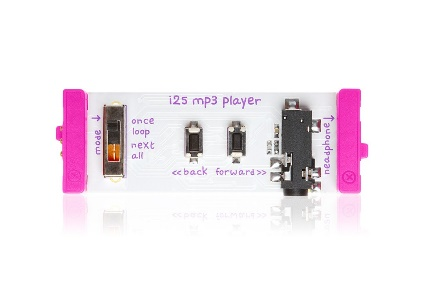 i25 mp3 player
mode
once
loop
next
all
<<back forward>>
headphone